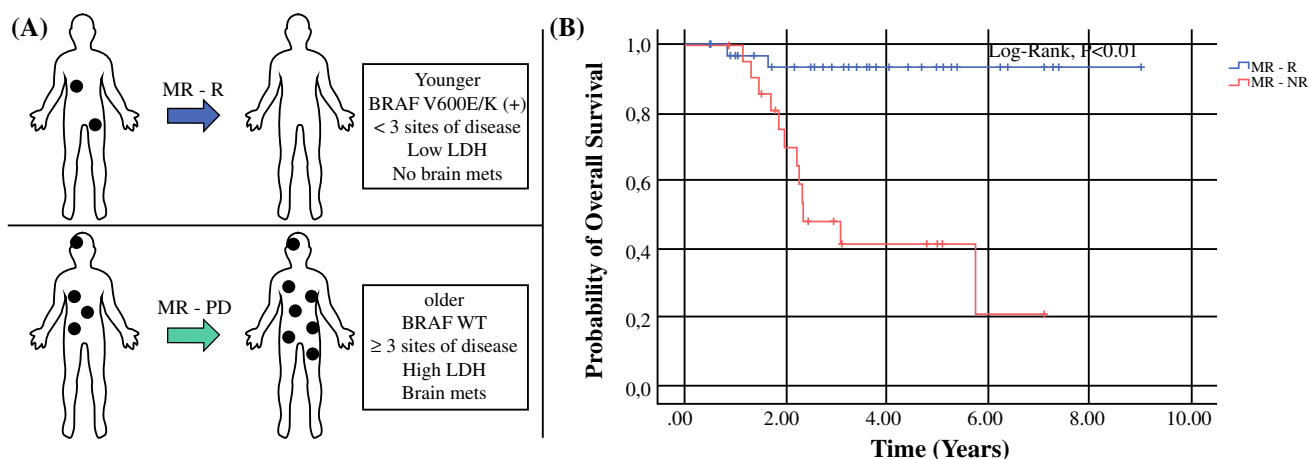 (A)
MR - R
Younger
BRAF V600E/K (+)
< 3 sites of disease
Low LDH
No brain mets
MR - PD
older
BRAF WT
≥ 3 sites of disease
High LDH
Brain mets
(B)
Probability of Overall Survival
1,0
0,8
0,6
0,4
0,2
0,0
Log-Rank, P<0.01
MR - R
MR - NR
.00 2.00 4.00 6.00 8.00 10.00
Time (Years)